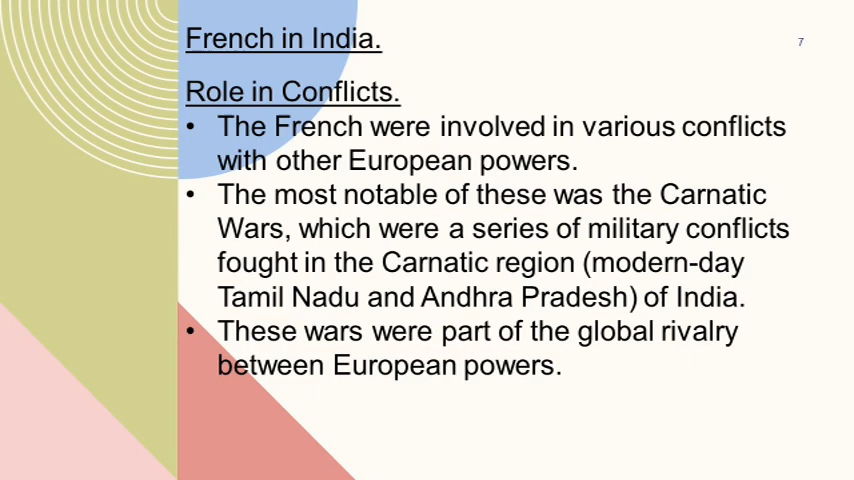 French in India.
7
Role in Conflicts.
• The French were involved in various conflicts
with other European powers.
• The most notable of these was the Carnatic
Wars, which were a series of military conflicts
fought in the Carnatic region (modern-day
Tamil Nadu and Andhra Pradesh) of India.
• These wars were part of the global rivalry
between European powers.